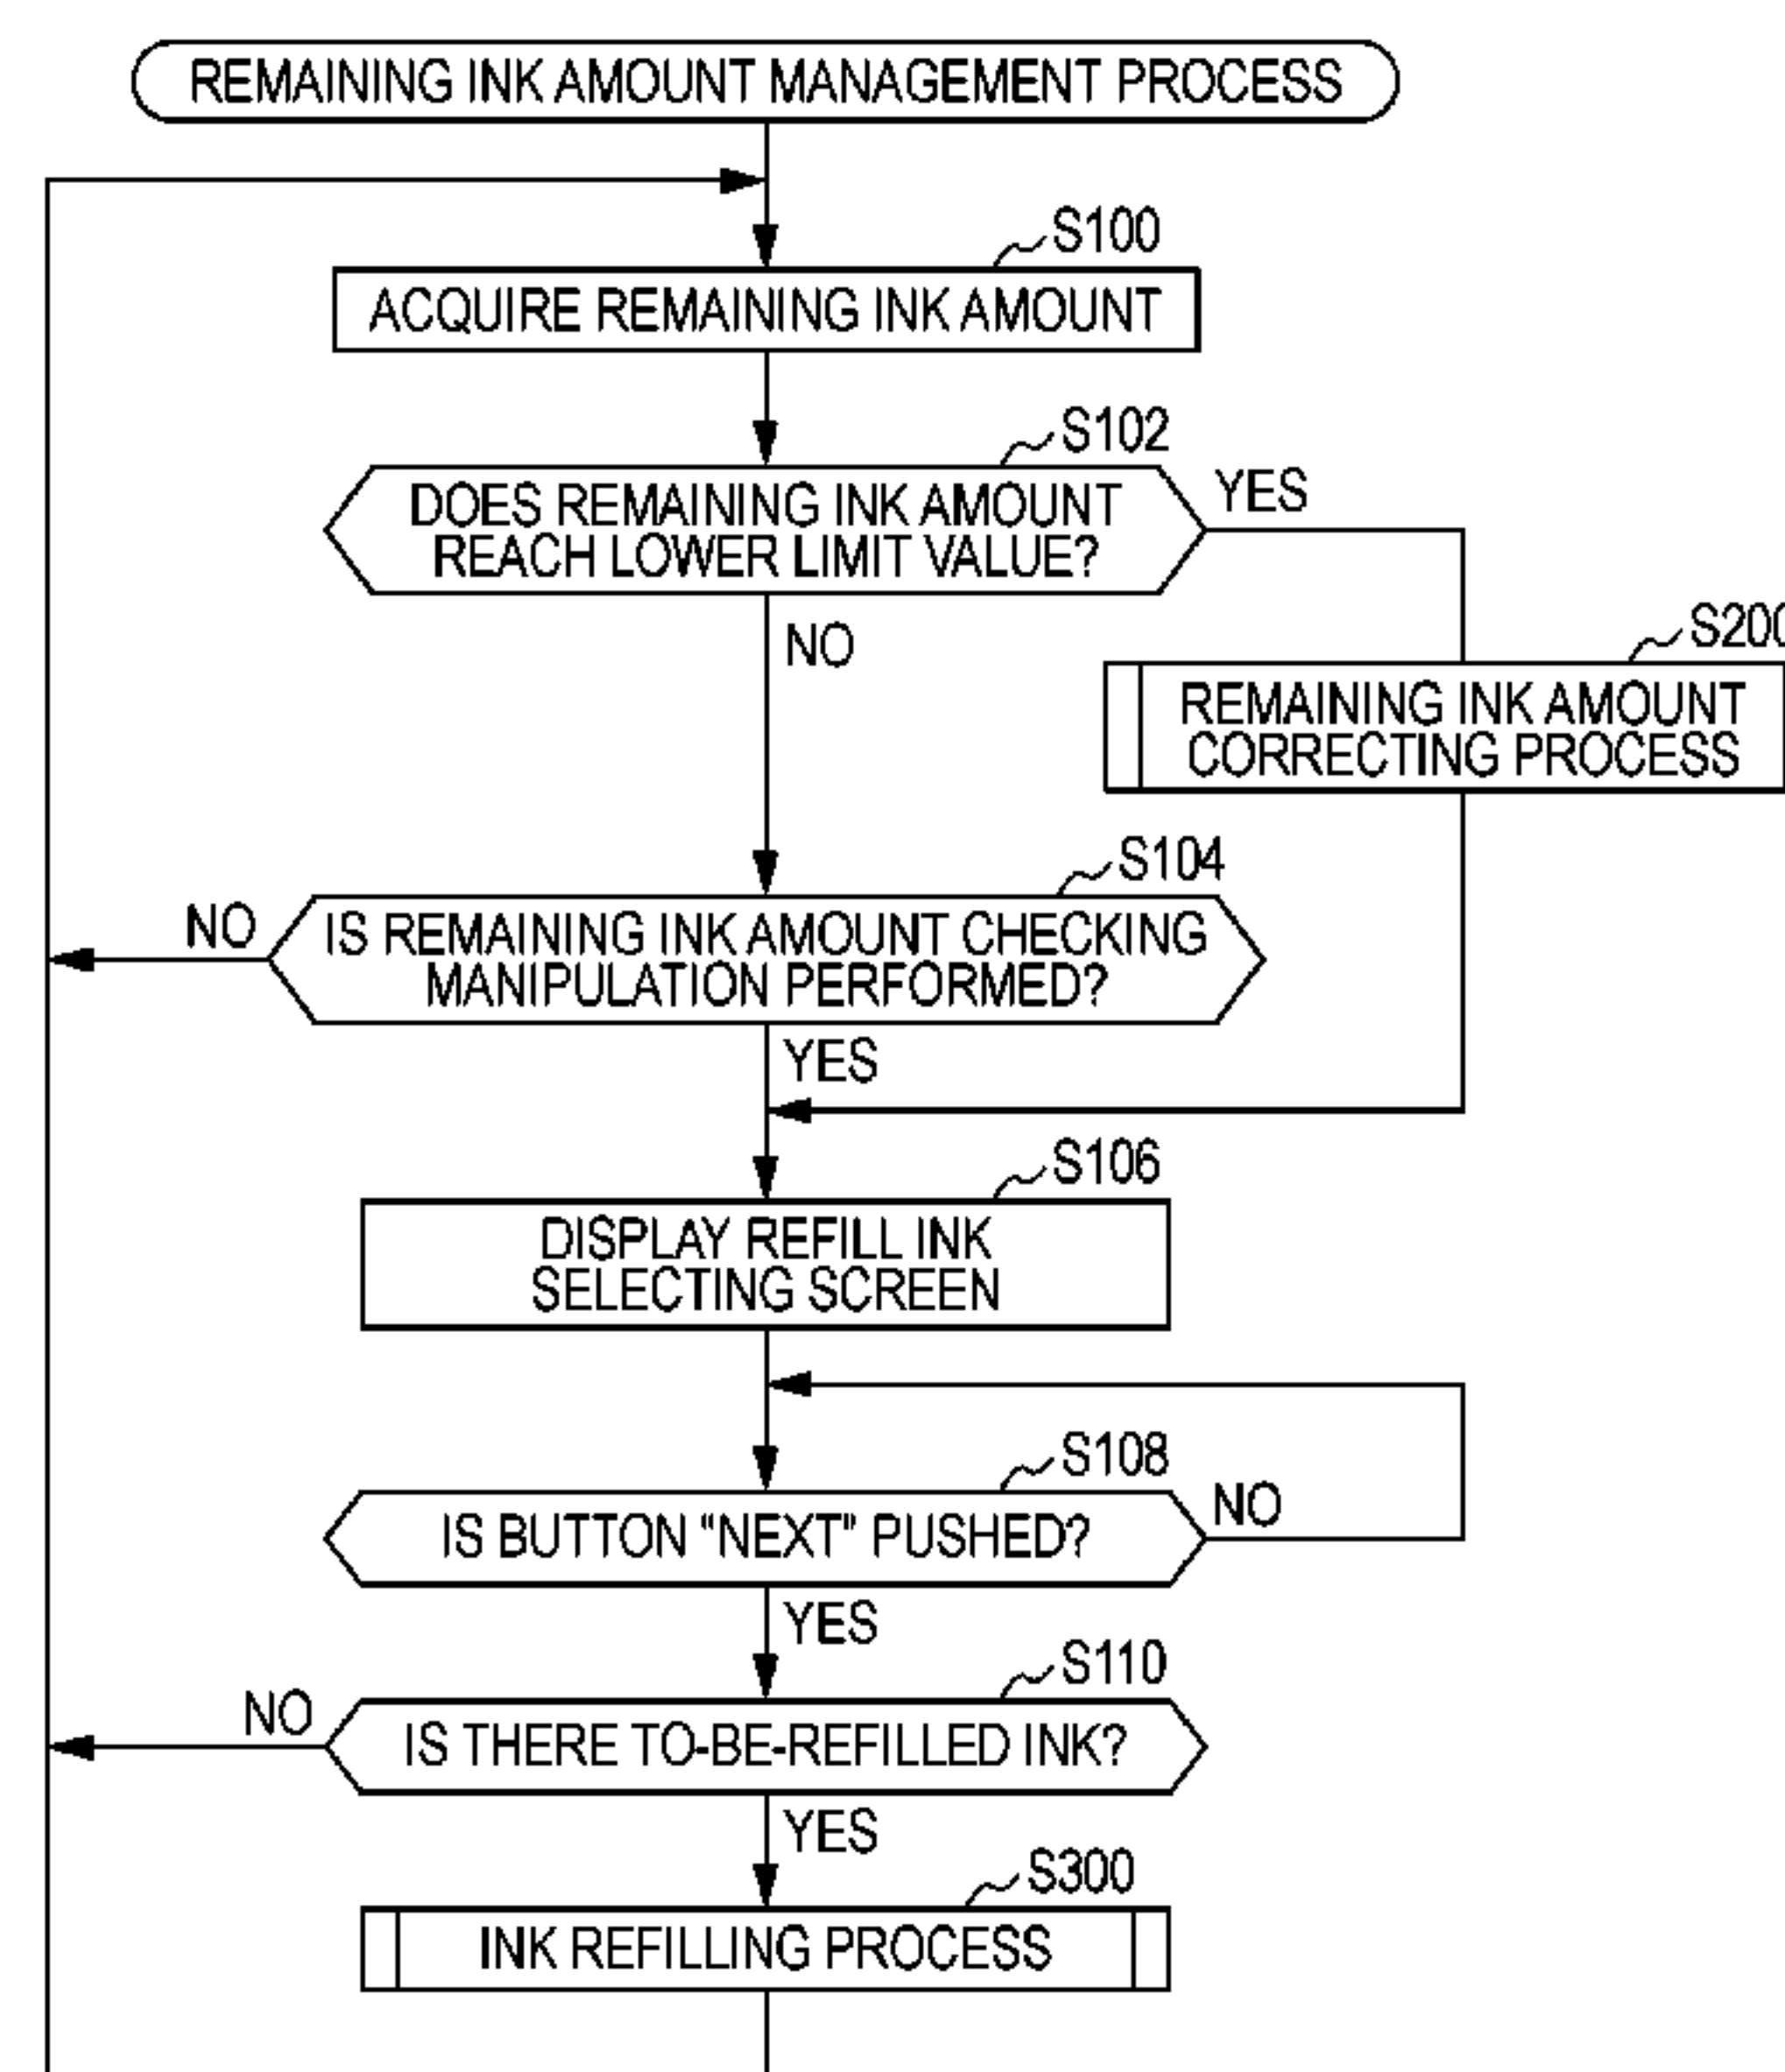 REMAINING INK AMOUNT MANAGEMENT PROCESS
S100
ACQUIRE REMAINING INK AMOUNT
S102
DOES REMAINING INK AMOUNT
REACH LOWER LIMIT VALUE?
YES
NO
S200
REMAINING INK AMOUNT
CORRECTING PROCESS
S104
NO
IS REMAINING INK AMOUNT CHECKING
MANIPULATION PERFORMED?
YES
S106
DISPLAY REFILL INK
SELECTING SCREEN
S108
IS BUTTON “NEXT” PUSHED?
NO
YES
S110
NO
IS THERE TO-BE-REFILLED INK?
YES
S300
INK REFILLING PROCESS